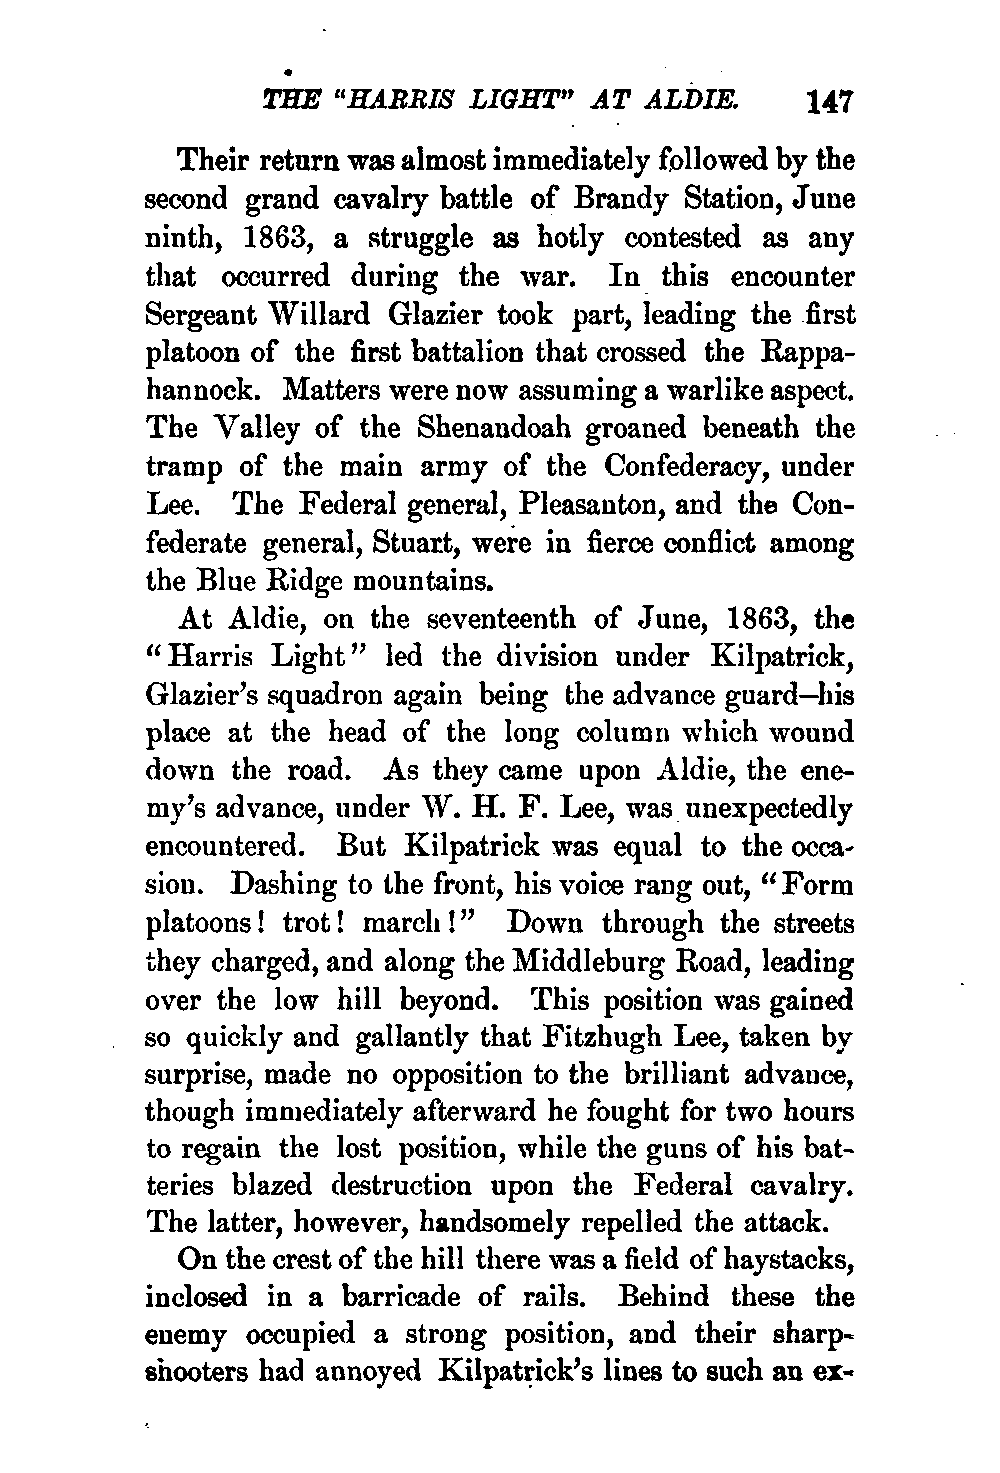 THE "HARRIS LIGHT" AT ALDIE. 147
Their return was almost immediately followed by the
second grand cavalry battle of Brandy Station, June
ninth, 1863, a struggle as hotly contested as any
that occurred during the war. In this encounter
Sergeant Willard Glazier took part, leading the first
platoon of the first battalion that crossed the Rappa-
hannock. Matters were now assuming a warlike aspect.
The Valley of the Shenandoah groaned beneath the
tramp of the main army of the Confederacy, under
Lee. The Federal general, Pleasanton, and the Con-
federate general, Stuart, were in fierce conflict among
the Blue Ridge mountains.
At Aldie, on the seventeenth of June, 1863, the
"Harris Light" led the division under Kilpatrick,
Glazier's squadron again being the advance guard—his
place at the head of the long column which wound
down the road. As they came upon Aldie, the ene-
my's advance, under W. H. F. Lee, was unexpectedly
encountered. But Kilpatrick was equal to the occa-
sion. Dashing to the front, his voice rang out, "Form
platoons! trot! march!" Down through the streets
they charged, and along the Middleburg Road, leading
over the low hill beyond. This position was gained
so quickly and gallantly that Fitzhugh Lee, taken by
surprise, made no opposition to the brilliant advance,
though immediately afterward he fought for two hours
to regain the lost position, while the guns of his bat-
teries blazed destruction upon the Federal cavalry.
The latter, however, handsomely repelled the attack.
On the crest of the hill there was a field of haystacks,
inclosed in a barricade of rails. Behind these the
enemy occupied a strong position, and their sharp-
shooters had annoyed Kilpatrick's lines to such an ex-